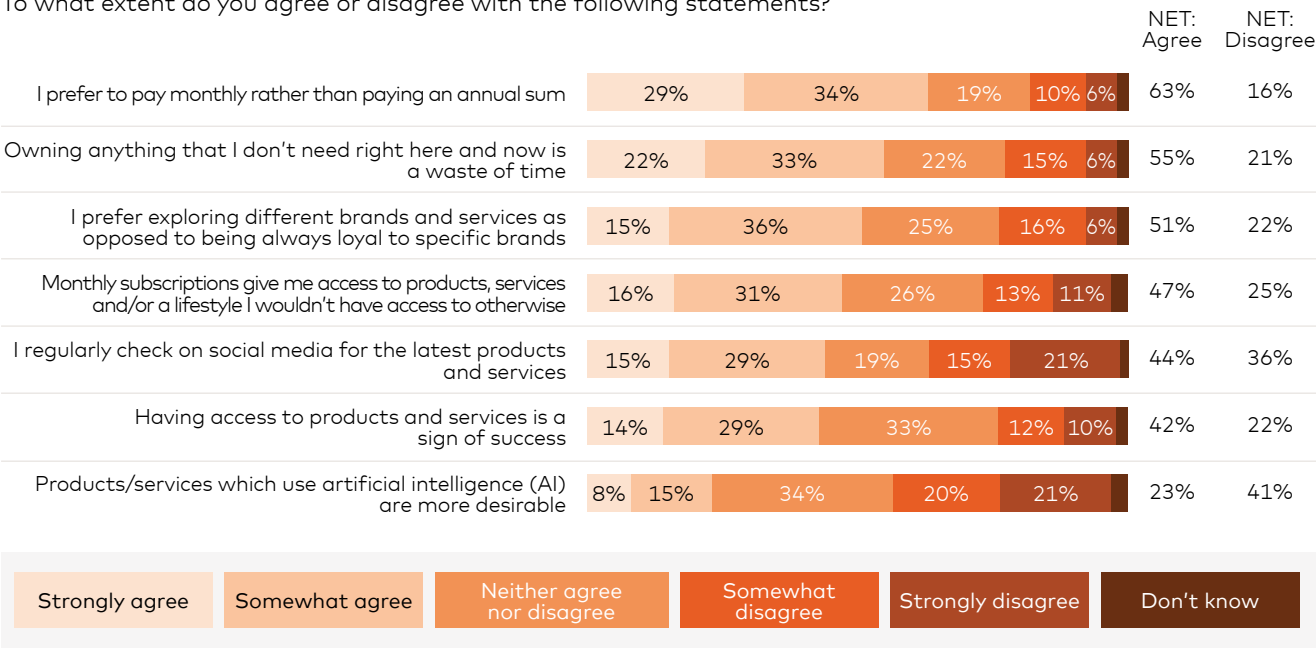 To what extent do you agree or disagree with the following statements?
NET: Agree
NET: Disagree
I prefer to pay monthly rather than paying an annual sum
29% 34% 19% 10% 6% 63% 16%
Owning anything that I don't need right here and now is
a waste of time
22% 33% 22% 15% 6% 55% 21%
I prefer exploring different brands and services as
opposed to being always loyal to specific brands
15% 36% 25% 16% 6% 51% 22%
Monthly subscriptions give me access to products, services
and/or a lifestyle I wouldn't have access to otherwise
16% 31% 26% 13% 11% 47% 25%
I regularly check on social media for the latest products
and services
15% 29% 19% 15% 21% 44% 36%
Having access to products and services is a
sign of success
14% 29% 33% 12% 10% 42% 22%
Products/services which use artificial intelligence (AI)
are more desirable
8% 15% 34% 20% 21% 23% 41%
Strongly agree
Somewhat agree
Neither agree
nor disagree
Somewhat
disagree
Strongly disagree
Don't know